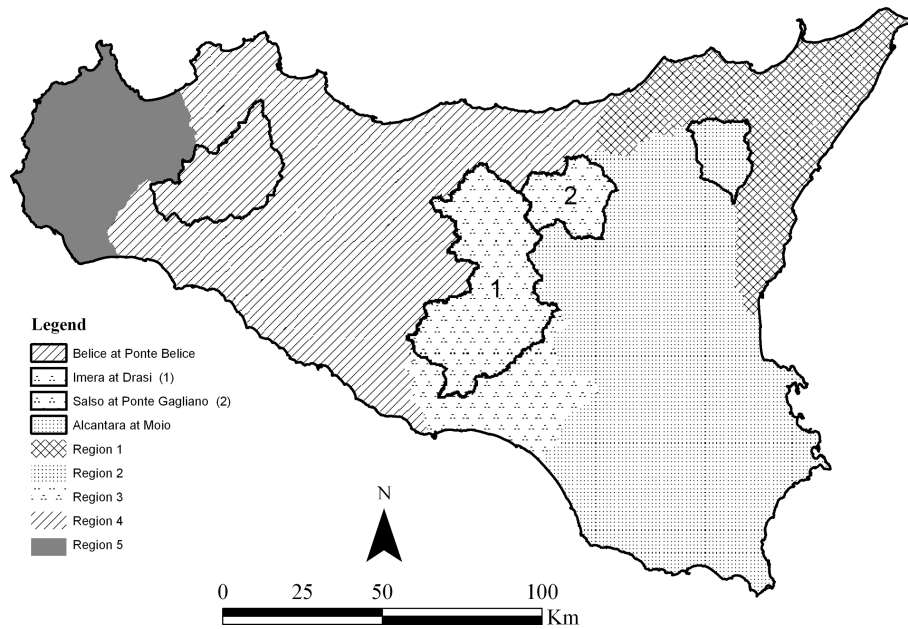 2
1
Legend
Belice at Ponte Belice
Imera at Drasi (1)
Salso at Ponte Gagliano (2)
Alcantara at Moio
Region 1
Region 2
Region 3
Region 4
Region 5
N
0 25 50 100
Km